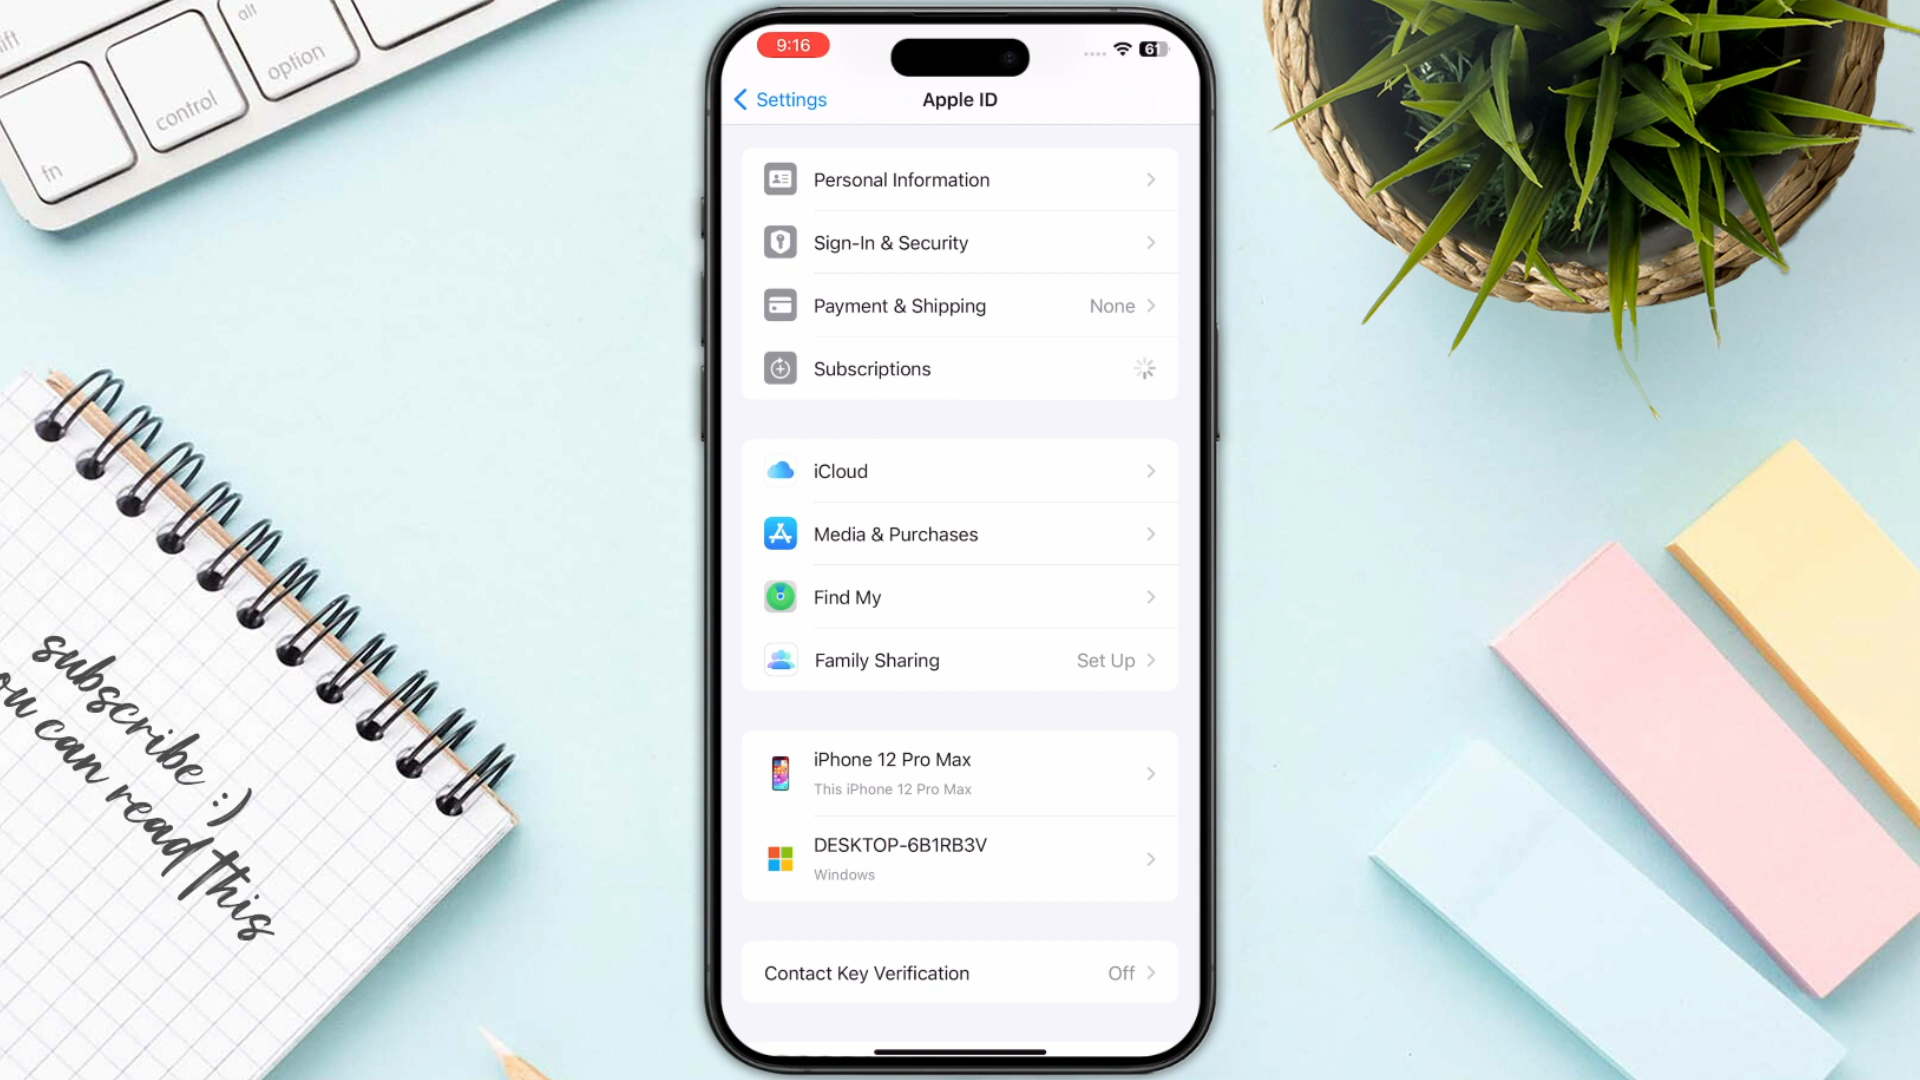 alt
option
control
fn
9:16
61
Settings
Apple ID
Personal Information
Sign-In & Security
Payment & Shipping
None
Subscriptions
iCloud
Media & Purchases
Find My
Family Sharing
Set Up
iPhone 12 Pro Max
This iPhone 12 Pro Max
DESKTOP-6B1RB3V
Windows
Contact Key Verification
Off
subscribe :)
can read this